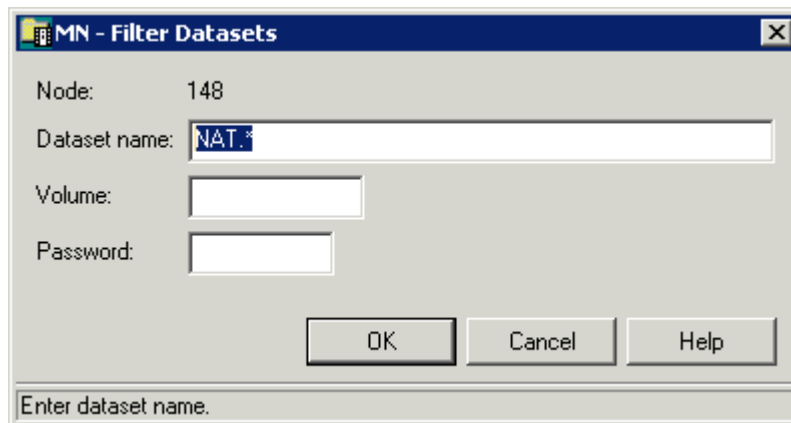 MN - Filter Datasets
Node: 148
Dataset name: NAT.*
Volume:
Password:
OK Cancel Help
Enter dataset name.